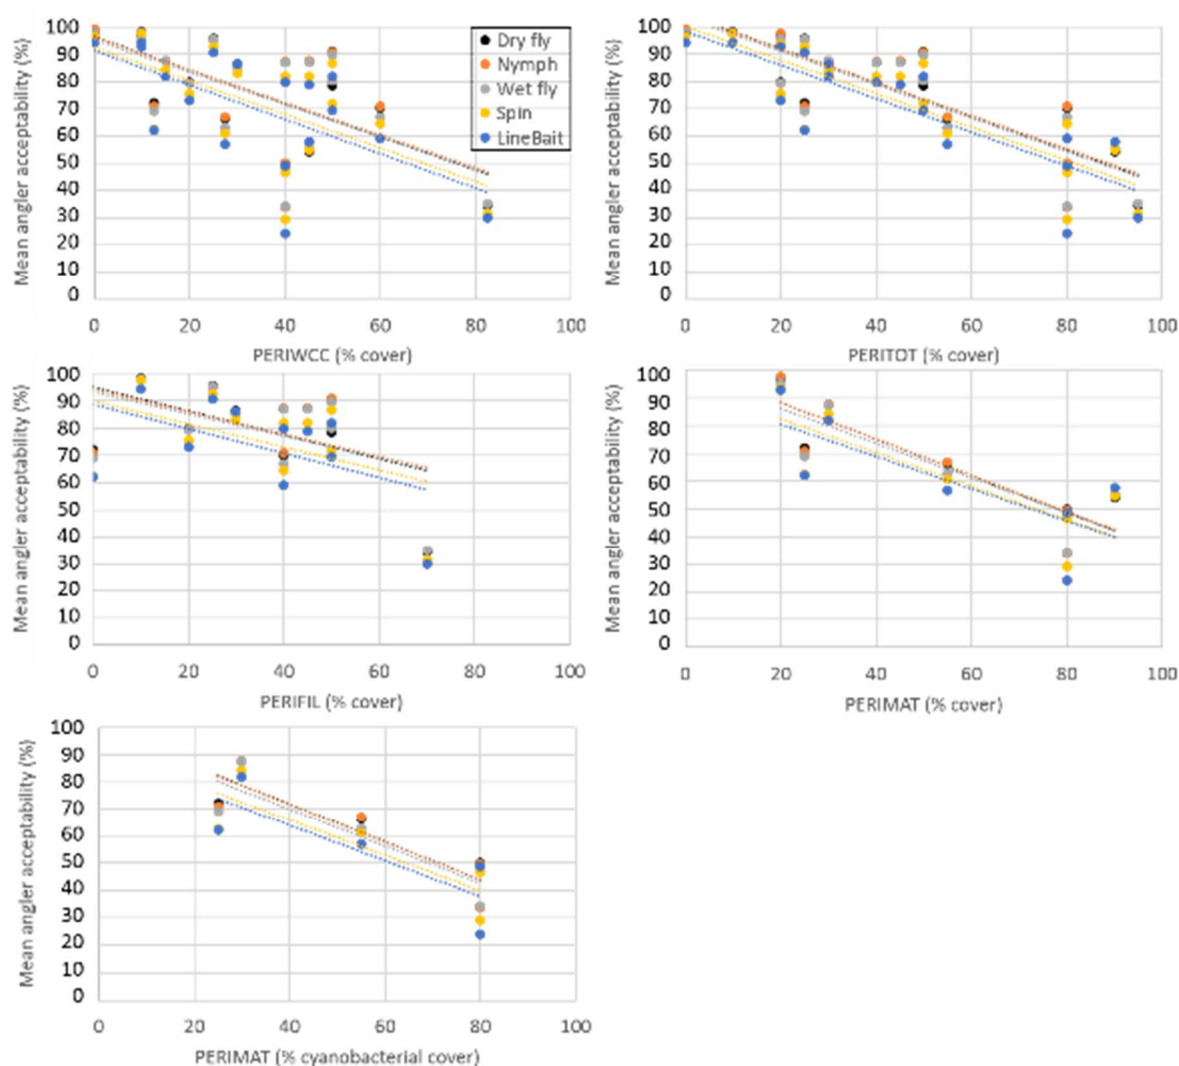 Mean angler acceptability (%)
100
90
80
70
60
50
40
30
20
10
0
0 20 40 60 80 100
PERIWCC (% cover)
Dry fly
Nymph
Wet fly
Spin
LineBait
Mean angler acceptability (%)
100
90
80
70
60
50
40
30
20
10
0
0 20 40 60 80 100
PERITOT (% cover)
Mean angler acceptability (%)
100
90
80
70
60
50
40
30
20
10
0
0 20 40 60 80 100
PERIFIL (% cover)
Mean angler acceptability (%)
100
90
80
70
60
50
40
30
20
10
0
0 20 40 60 80 100
PERIMAT (% cover)
Mean angler acceptability (%)
100
90
80
70
60
50
40
30
20
10
0
0 20 40 60 80 100
PERIMAT (% cyanobacterial cover)